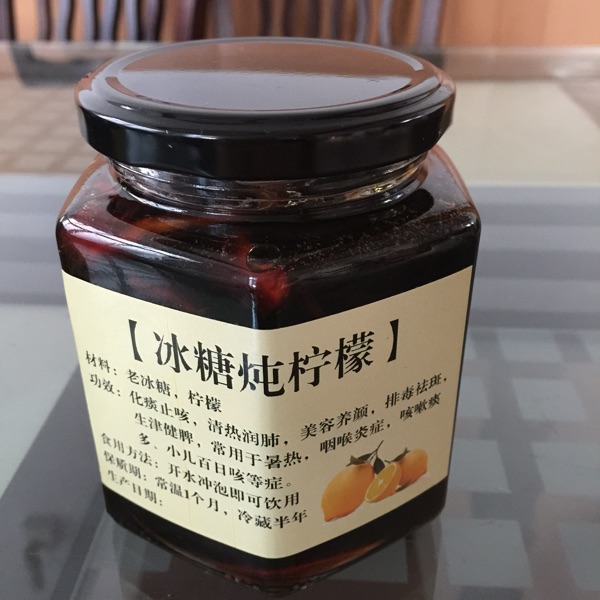 【冰糖炖柠檬】
材料：老冰糖，柠檬
功效：化痰止咳，清热润肺，美容养颜，排毒祛斑，
生津健脾，常用于暑热，咽喉炎症，咳嗽痰
多，小儿百日咳等症。
食用方法：开水冲泡即可饮用
保质期：常温1个月，冷藏半年
生产日期：